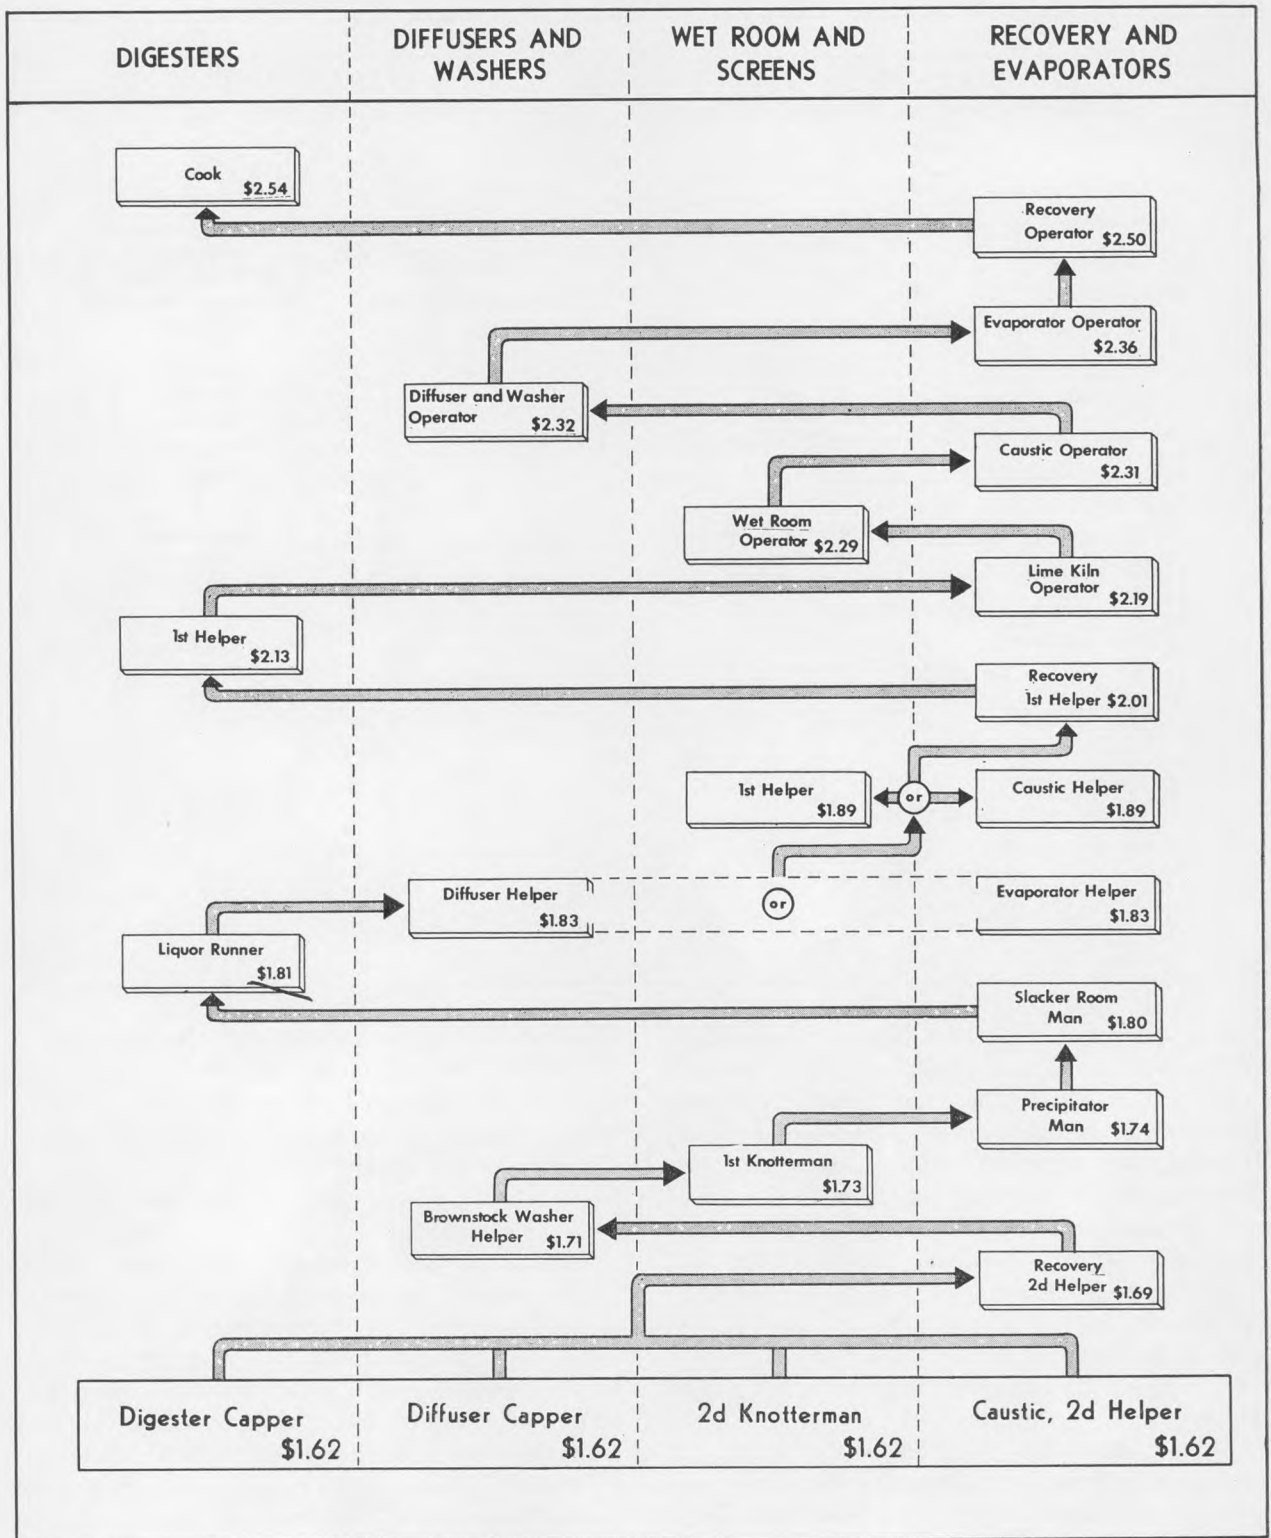 DIGESTERS
DIFFUSERS AND
WASHERS
WET ROOM AND
SCREENS
RECOVERY AND
EVAPORATORS
Cook
$2.54
Recovery
Operator $2.50
Evaporator Operator
$2.36
Diffuser and Washer
Operator $2.32
Caustic Operator
$2.31
Wet Room
Operator $2.29
Lime Kiln
Operator $2.19
1st Helper
$2.13
Recovery
1st Helper $2.01
1st Helper
$1.89
or
Caustic Helper
$1.89
Diffuser Helper
$1.83
or
Evaporator Helper
$1.83
Liquor Runner
$1.81
Slacker Room
Man $1.80
Precipitator
Man $1.74
1st Knotterman
$1.73
Brownstock Washer
Helper $1.71
Recovery
2d Helper $1.69
Digester Capper
$1.62
Diffuser Capper
$1.62
2d Knotterman
$1.62
Caustic, 2d Helper
$1.62